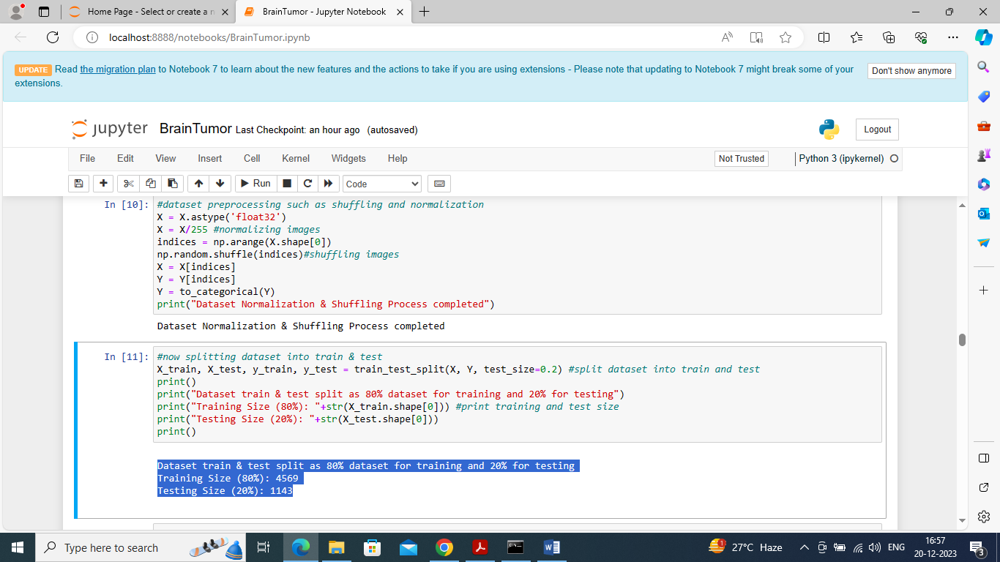 Home Page - Select or create a n
BrainTumor - Jupyter Notebook
localhost:8888/notebooks/BrainTumor.ipynb
UPDATE Read the migration plan to Notebook 7 to learn about the new features and the actions to take if you are using extensions - Please note that updating to Notebook 7 might break some of your
extensions.
Don't show anymore
jupyter BrainTumor Last Checkpoint: an hour ago (autosaved)
Logout
File Edit View Insert Cell Kernel Widgets Help
Not Trusted
Python 3 (ipykernel)
Run
Code
In [10]: #dataset preprocessing such as shuffling and normalization
X = X.astype('float32')
X = X/255 #normalizing images
indices = np.arange(X.shape[0])
np.random.shuffle(indices)#shuffling images
X = X[indices]
Y = Y[indices]
Y = to_categorical(Y)
print("Dataset Normalization & Shuffling Process completed")
Dataset Normalization & Shuffling Process completed
In [11]: #now splitting dataset into train & test
X_train, X_test, y_train, y_test = train_test_split(X, Y, test_size=0.2) #split dataset into train and test
print()
print("Dataset train & test split as 80% dataset for training and 20% for testing")
print("Training Size (80%): "+str(X_train.shape[0])) #print training and test size
print("Testing Size (20%): "+str(X_test.shape[0]))
print()
Dataset train & test split as 80% dataset for training and 20% for testing
Training Size (80%): 4569
Testing Size (20%): 1143
Type here to search
1
27°C Haze
ENG
16:57
20-12-2023
3